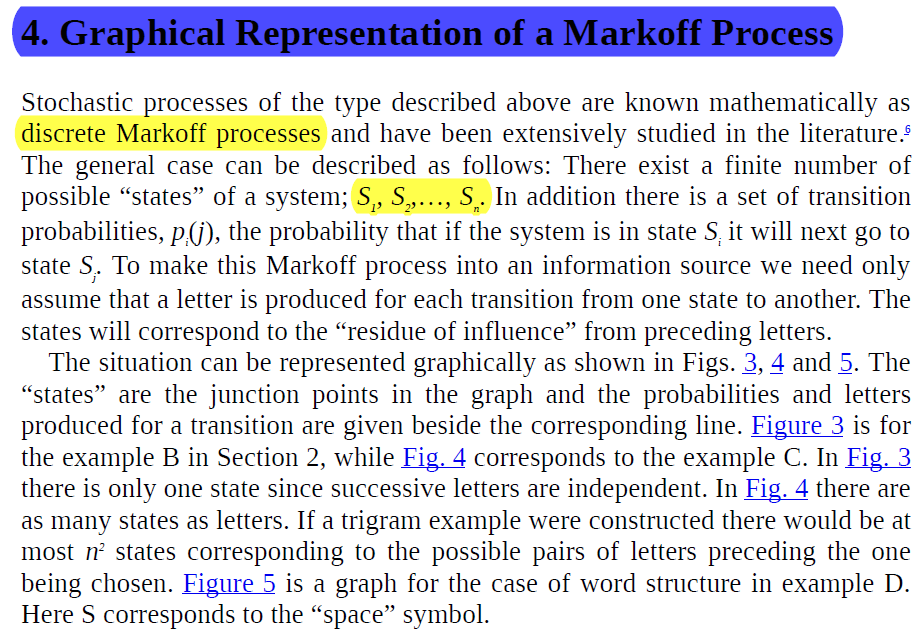 4. Graphical Representation of a Markoff Process
Stochastic processes of the type described above are known mathematically as
discrete Markoff processes and have been extensively studied in the literature.⁶
The general case can be described as follows: There exist a finite number of
possible “states” of a system; S₁, S₂,…, Sₙ. In addition there is a set of transition
probabilities, pᵢ(j), the probability that if the system is in state Sᵢ it will next go to
state Sⱼ. To make this Markoff process into an information source we need only
assume that a letter is produced for each transition from one state to another. The
states will correspond to the “residue of influence” from preceding letters.
The situation can be represented graphically as shown in Figs. 3, 4 and 5. The
“states” are the junction points in the graph and the probabilities and letters
produced for a transition are given beside the corresponding line. Figure 3 is for
the example B in Section 2, while Fig. 4 corresponds to the example C. In Fig. 3
there is only one state since successive letters are independent. In Fig. 4 there are
as many states as letters. If a trigram example were constructed there would be at
most n² states corresponding to the possible pairs of letters preceding the one
being chosen. Figure 5 is a graph for the case of word structure in example D.
Here S corresponds to the “space” symbol.